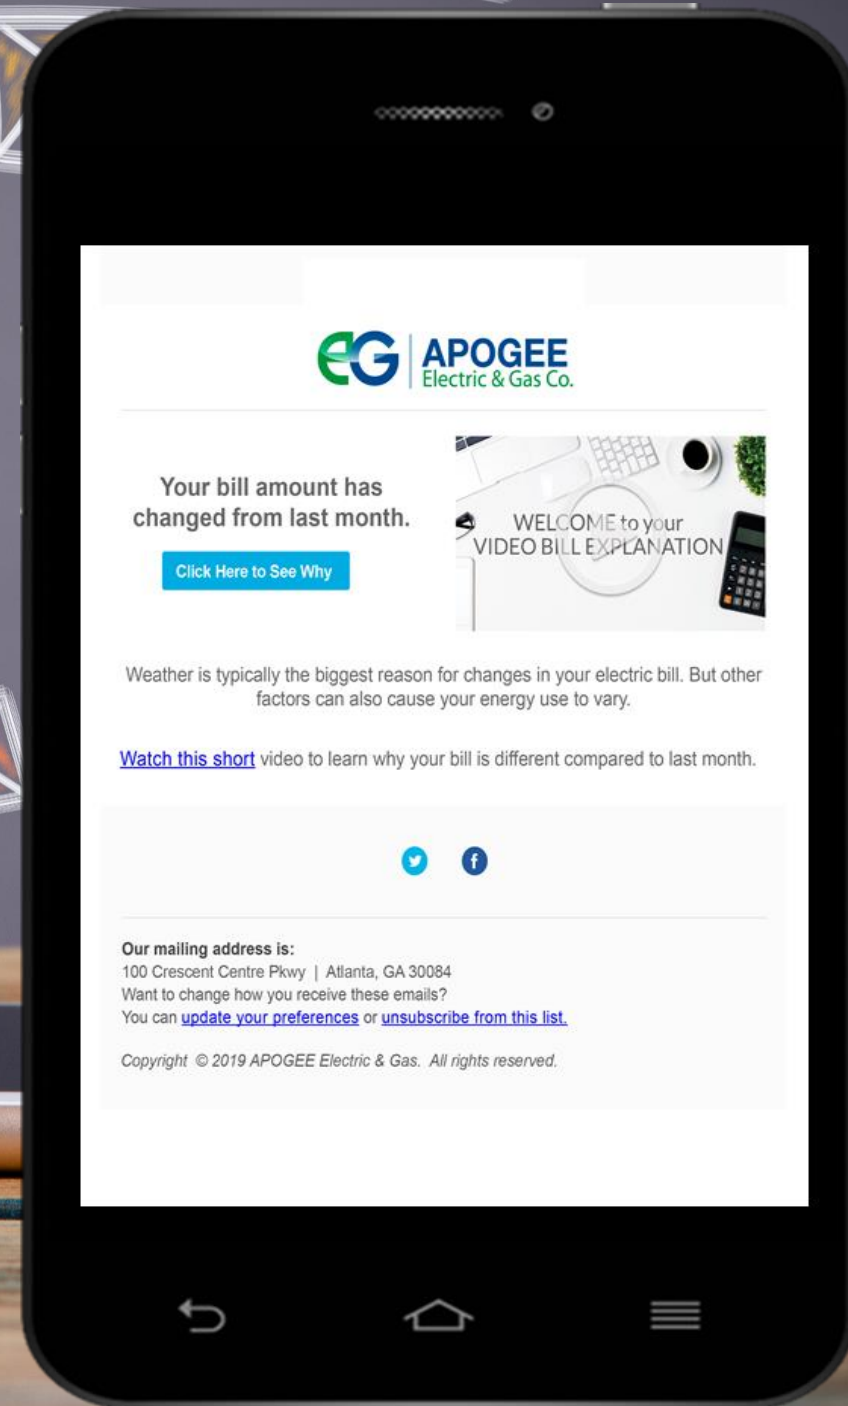 eG APOGEE
Electric & Gas Co.
Your bill amount has
changed from last month.
Click Here to See Why
WELCOME to your
VIDEO BILL EXPLANATION
Weather is typically the biggest reason for changes in your electric bill. But other
factors can also cause your energy use to vary.
Watch this short video to learn why your bill is different compared to last month.
Our mailing address is:
100 Crescent Centre Pkwy | Atlanta, GA 30084
Want to change how you receive these emails?
You can update your preferences or unsubscribe from this list.
Copyright © 2019 APOGEE Electric & Gas. All rights reserved.